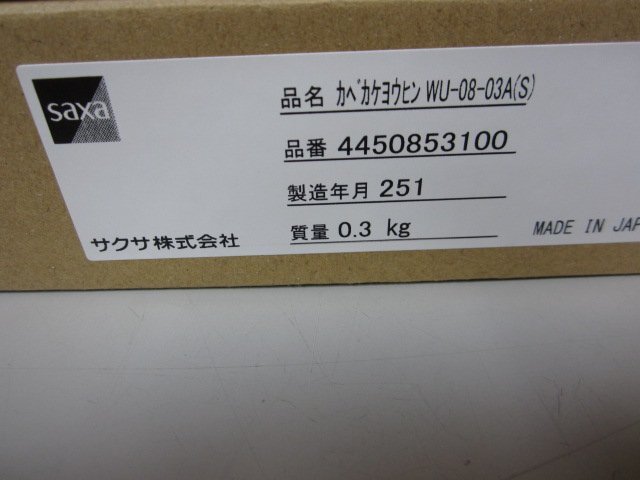 saxa
品名 ｶﾍﾞｶｹﾖｳﾋﾝ WU-08-03A(S)
品番 4450853100
製造年月 251
質量 0.3 kg
サクサ株式会社
MADE IN JAP